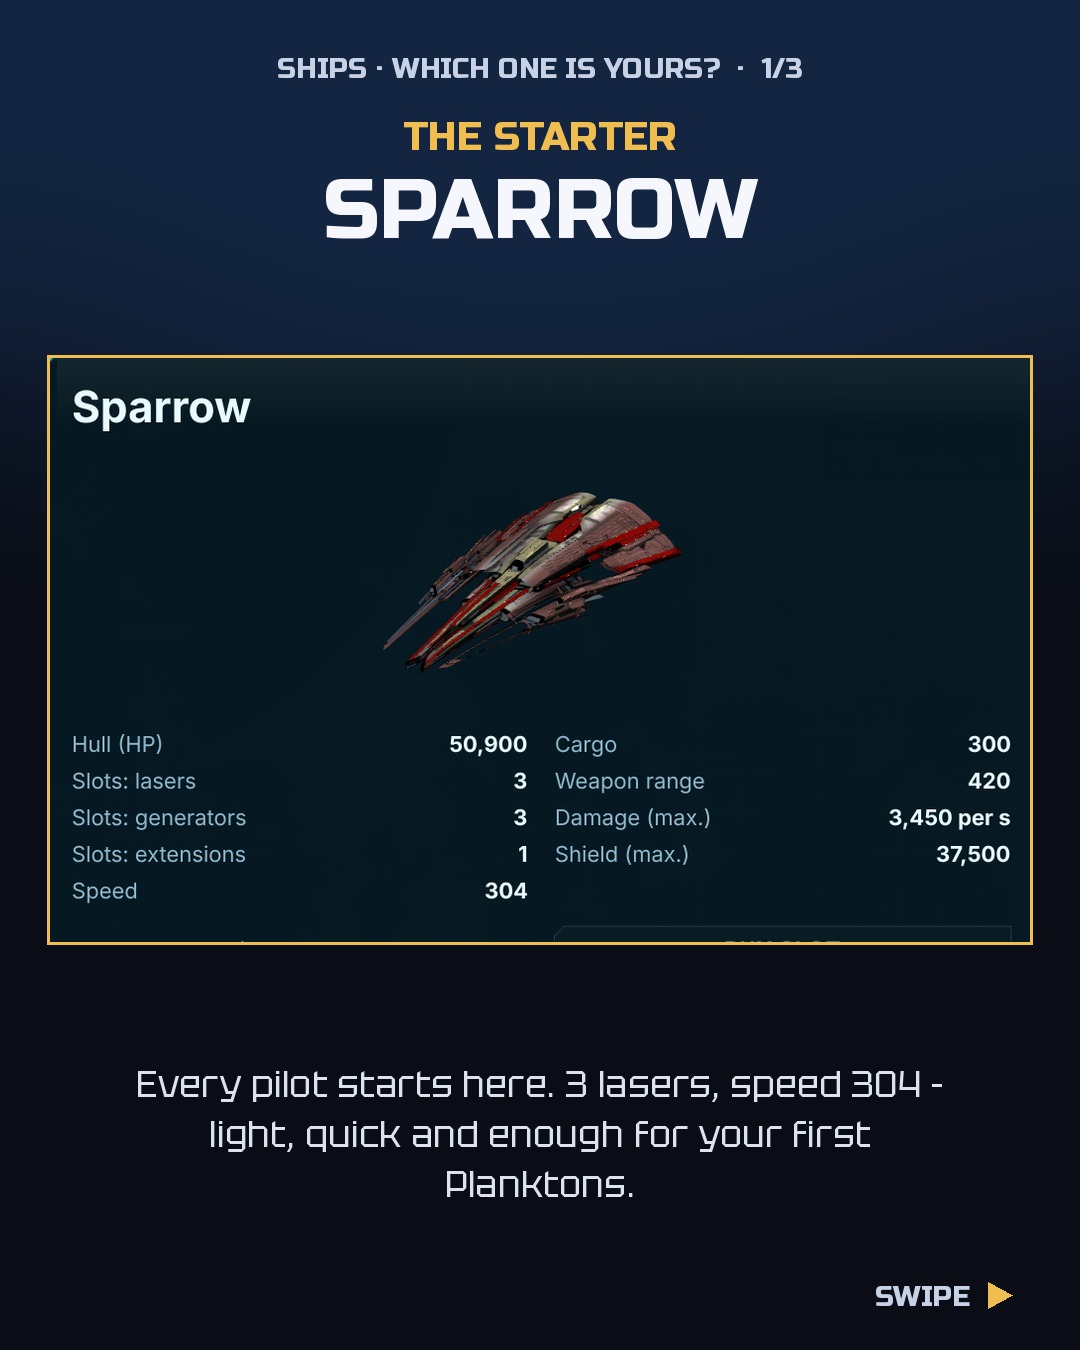 SHIPS · WHICH ONE IS YOURS? · 1/3
THE STARTER
SPARROW
Sparrow
Hull (HP) 50,900 Cargo 300
Slots: lasers 3 Weapon range 420
Slots: generators 3 Damage (max.) 3,450 per s
Slots: extensions 1 Shield (max.) 37,500
Speed 304
Every pilot starts here. 3 lasers, speed 304 -
light, quick and enough for your first
Planktons.
SWIPE